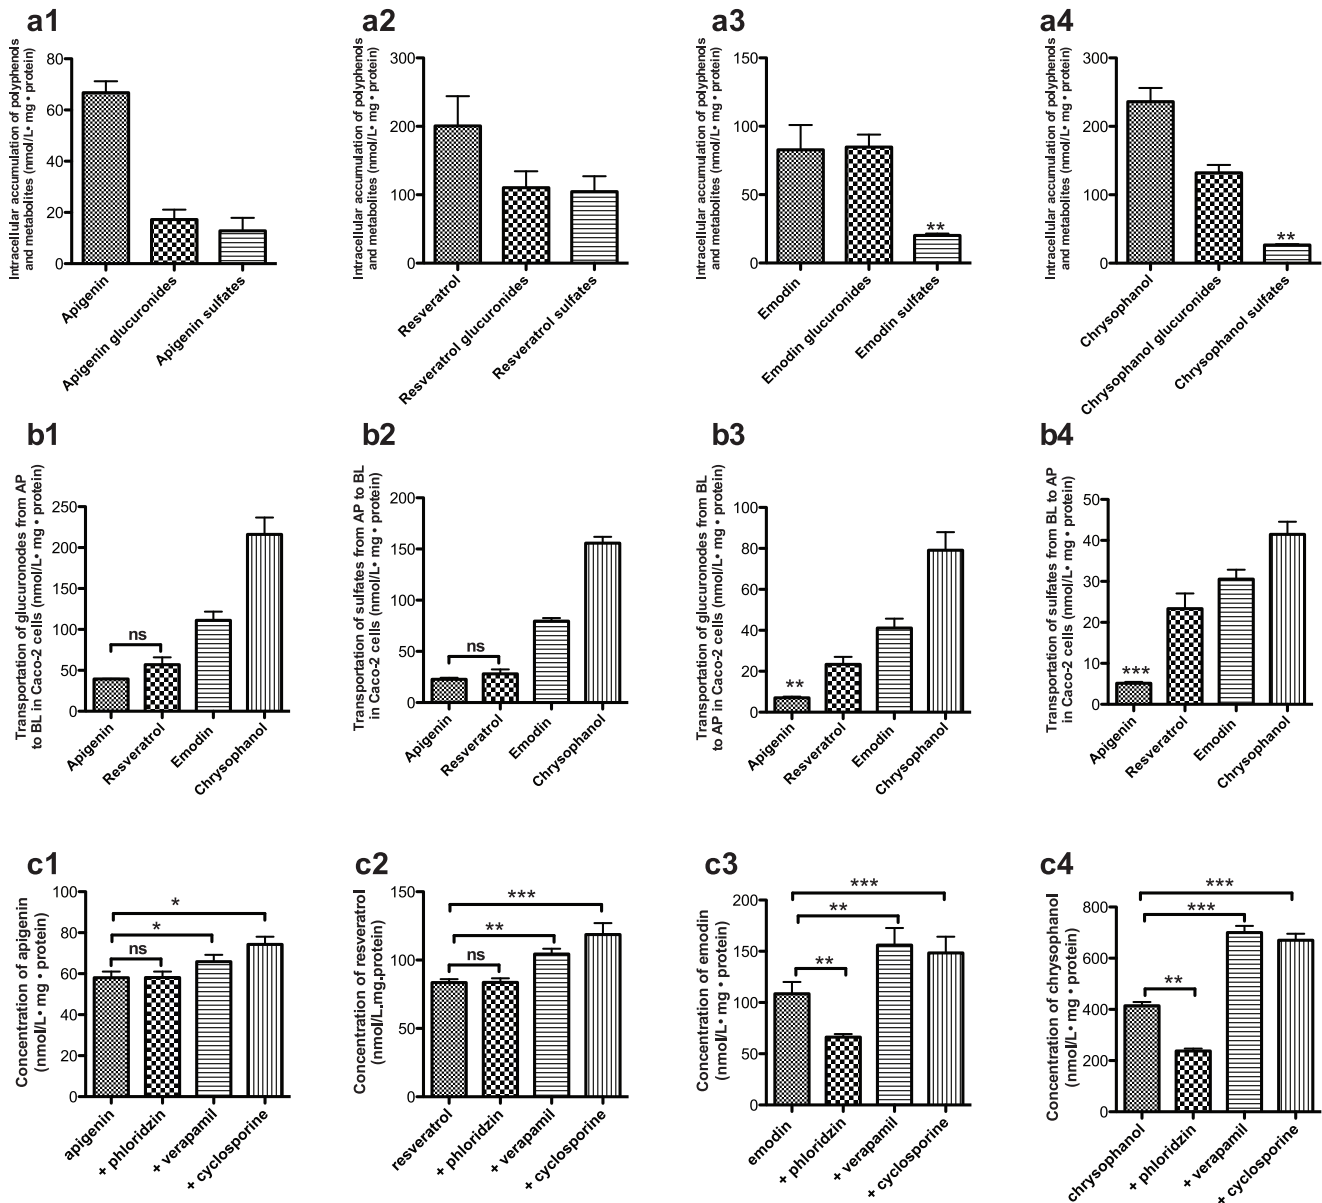 a1
Intracellular accumulation of polyphenols
and metabolites (nmol/L• mg • protein)
80
60
40
20
0
Apigenin
Apigenin glucuronides
Apigenin sulfates
a2
Intracellular accumulation of polyphenols
and metabolites (nmol/L• mg • protein)
300
200
100
0
Resveratrol
Resveratrol glucuronides
Resveratrol sulfates
a3
Intracellular accumulation of polyphenols
and metabolites (nmol/L• mg • protein)
150
100
50
0
**
Emodin
Emodin glucuronides
Emodin sulfates
a4
Intracellular accumulation of polyphenols
and metabolites (nmol/L• mg • protein)
300
200
100
0
**
Chrysophanol
Chrysophanol glucuronides
Chrysophanol sulfates
b1
Transportation of glucuronodes from AP
to BL in Caco-2 cells (nmol/L• mg • protein)
250
200
150
100
50
0
ns
Apigenin
Resveratrol
Emodin
Chrysophanol
b2
Transportation of sulfates from AP to BL
in Caco-2 cells (nmol/L• mg • protein)
200
150
100
50
0
ns
Apigenin
Resveratrol
Emodin
Chrysophanol
b3
Transportation of glucuronodes from BL
to AP in Caco-2 cells (nmol/L• mg • protein)
100
80
60
40
20
0
**
Apigenin
Resveratrol
Emodin
Chrysophanol
b4
Transportation of sulfates from BL to AP
in Caco-2 cells (nmol/L• mg • protein)
50
40
30
20
10
0
***
Apigenin
Resveratrol
Emodin
Chrysophanol
c1
Concentration of apigenin
(nmol/L• mg • protein)
100
80
60
40
20
0
*
*
ns
apigenin
+ phloridzin
+ verapamil
+ cyclosporine
c2
Concentration of resveratrol
(nmol/L.mg.protein)
150
100
50
0
***
**
ns
resveratrol
+ phloridzin
+ verapamil
+ cyclosporine
c3
Concentration of emodin
(nmol/L• mg • protein)
200
150
100
50
0
***
**
**
emodin
+ phloridzin
+ verapamil
+ cyclosporine
c4
Concentration of chrysophanol
(nmol/L• mg • protein)
800
600
400
200
0
***
***
**
chrysophanol
+ phloridzin
+ verapamil
+ cyclosporine